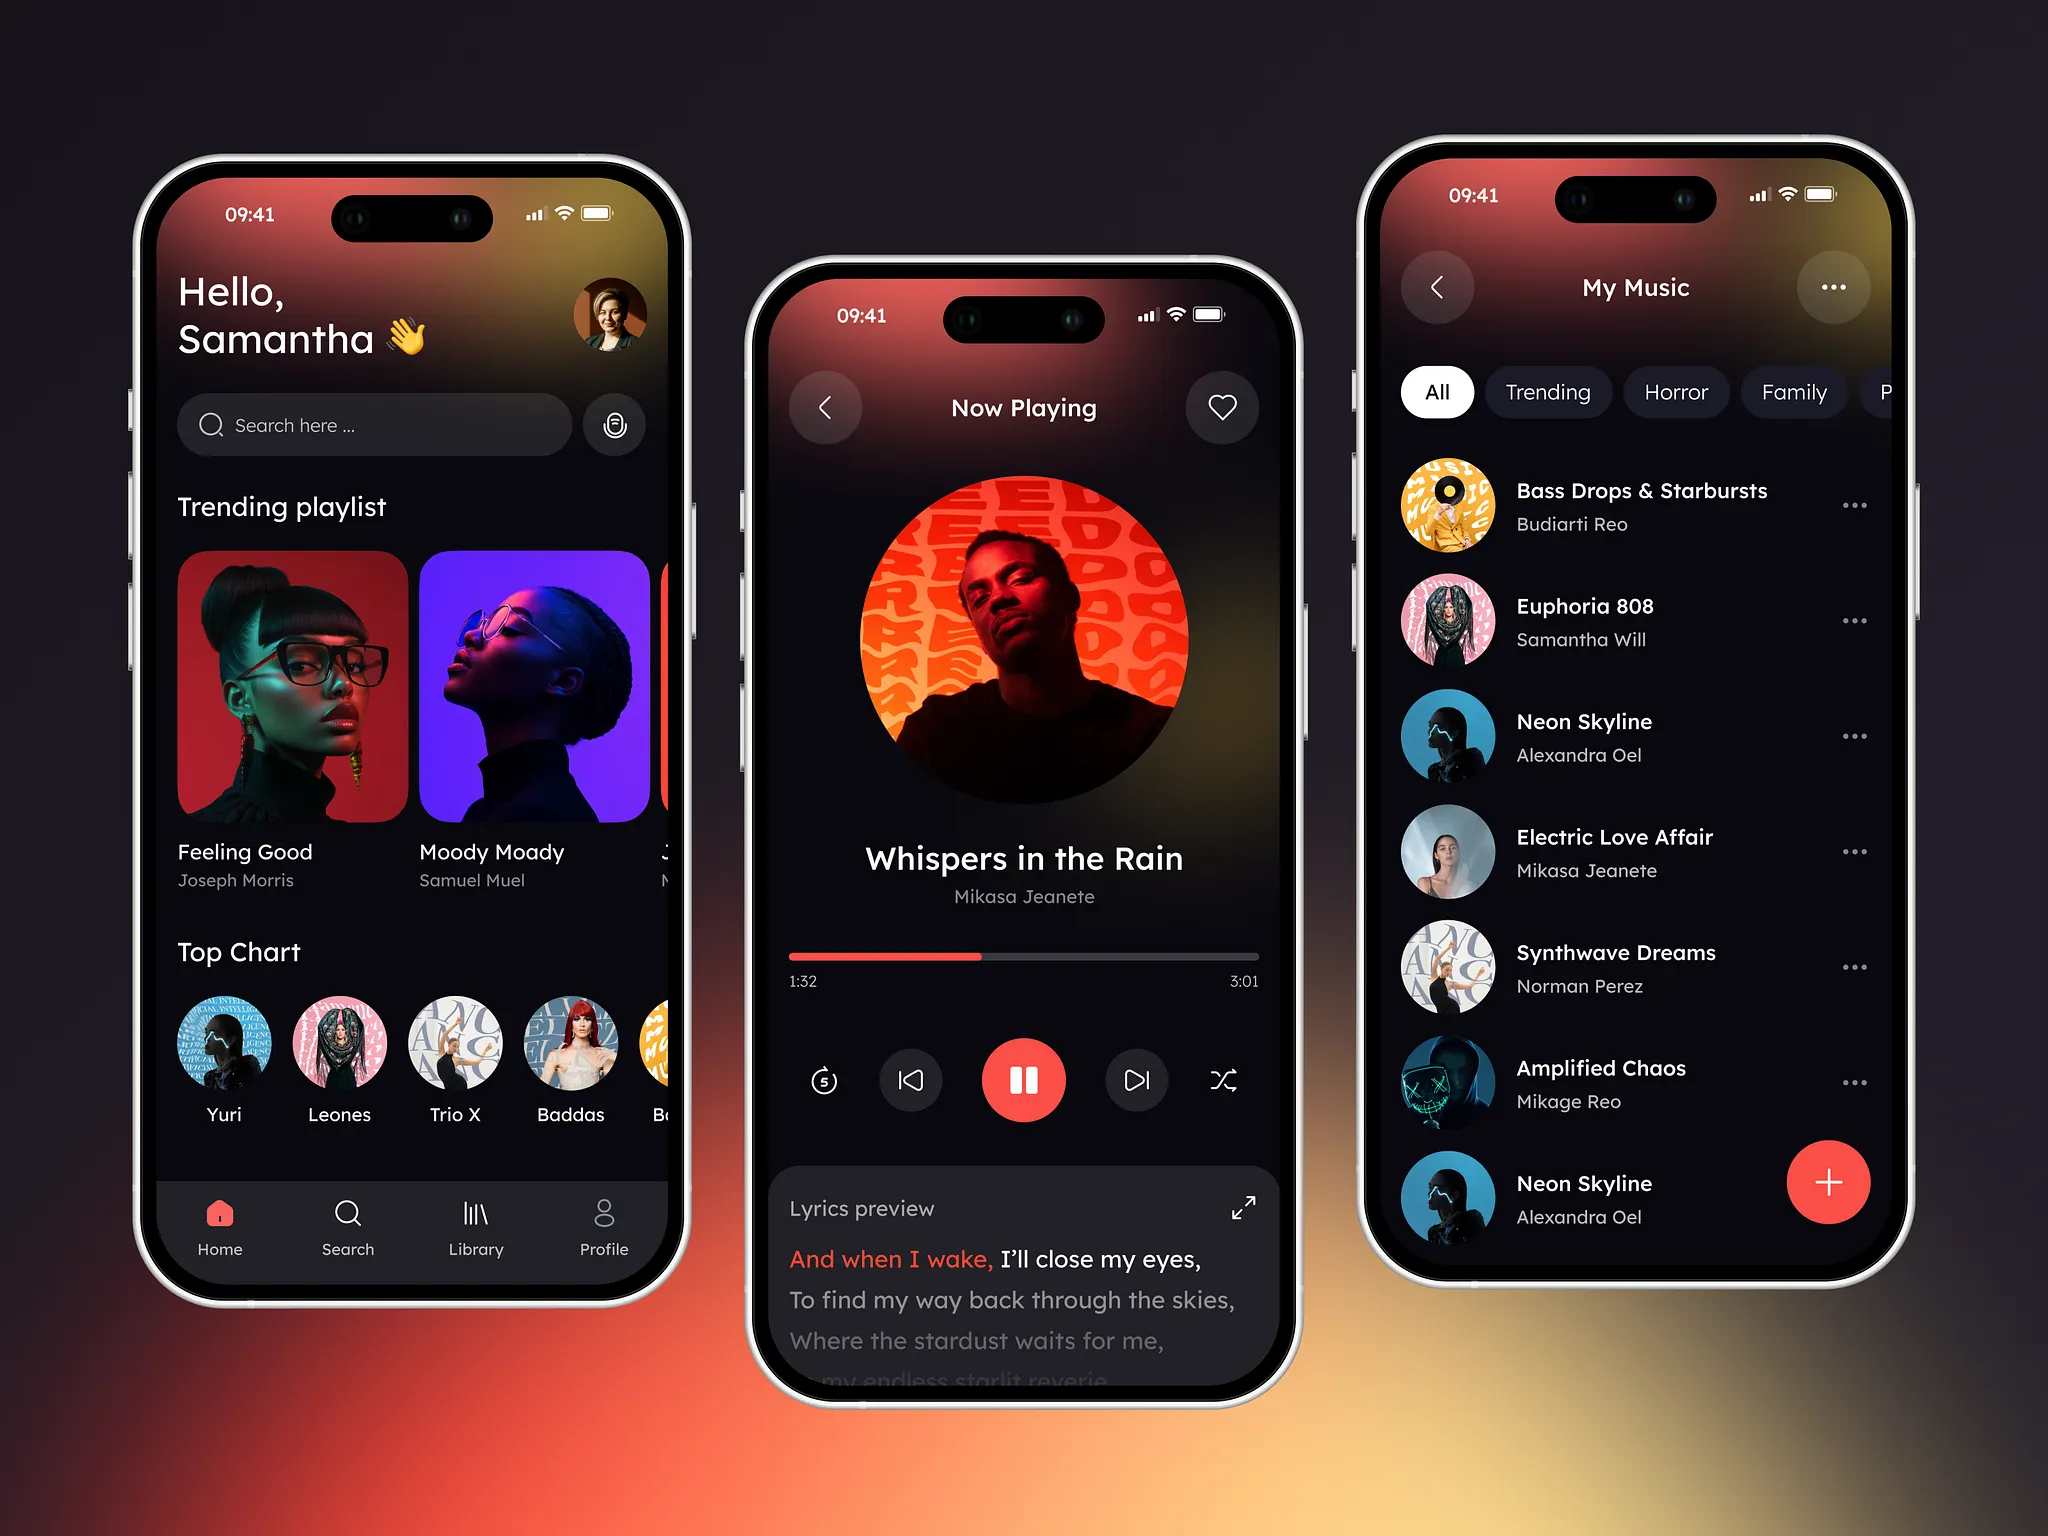 09:41
Hello,
Samantha 👋
Search here ...
Trending playlist
Feeling Good
Joseph Morris
Moody Moady
Samuel Muel
Top Chart
Yuri
Leones
Trio X
Baddas
Home
Search
Library
Profile
09:41
Now Playing
Whispers in the Rain
Mikasa Jeanete
1:32
3:01
5
Lyrics preview
And when I wake, I'll close my eyes,
To find my way back through the skies,
Where the stardust waits for me,
my endless starlit reverie
09:41
My Music
All
Trending
Horror
Family
P
Bass Drops & Starbursts
Budiarti Reo
Euphoria 808
Samantha Will
Neon Skyline
Alexandra Oel
Electric Love Affair
Mikasa Jeanete
Synthwave Dreams
Norman Perez
Amplified Chaos
Mikage Reo
Neon Skyline
Alexandra Oel